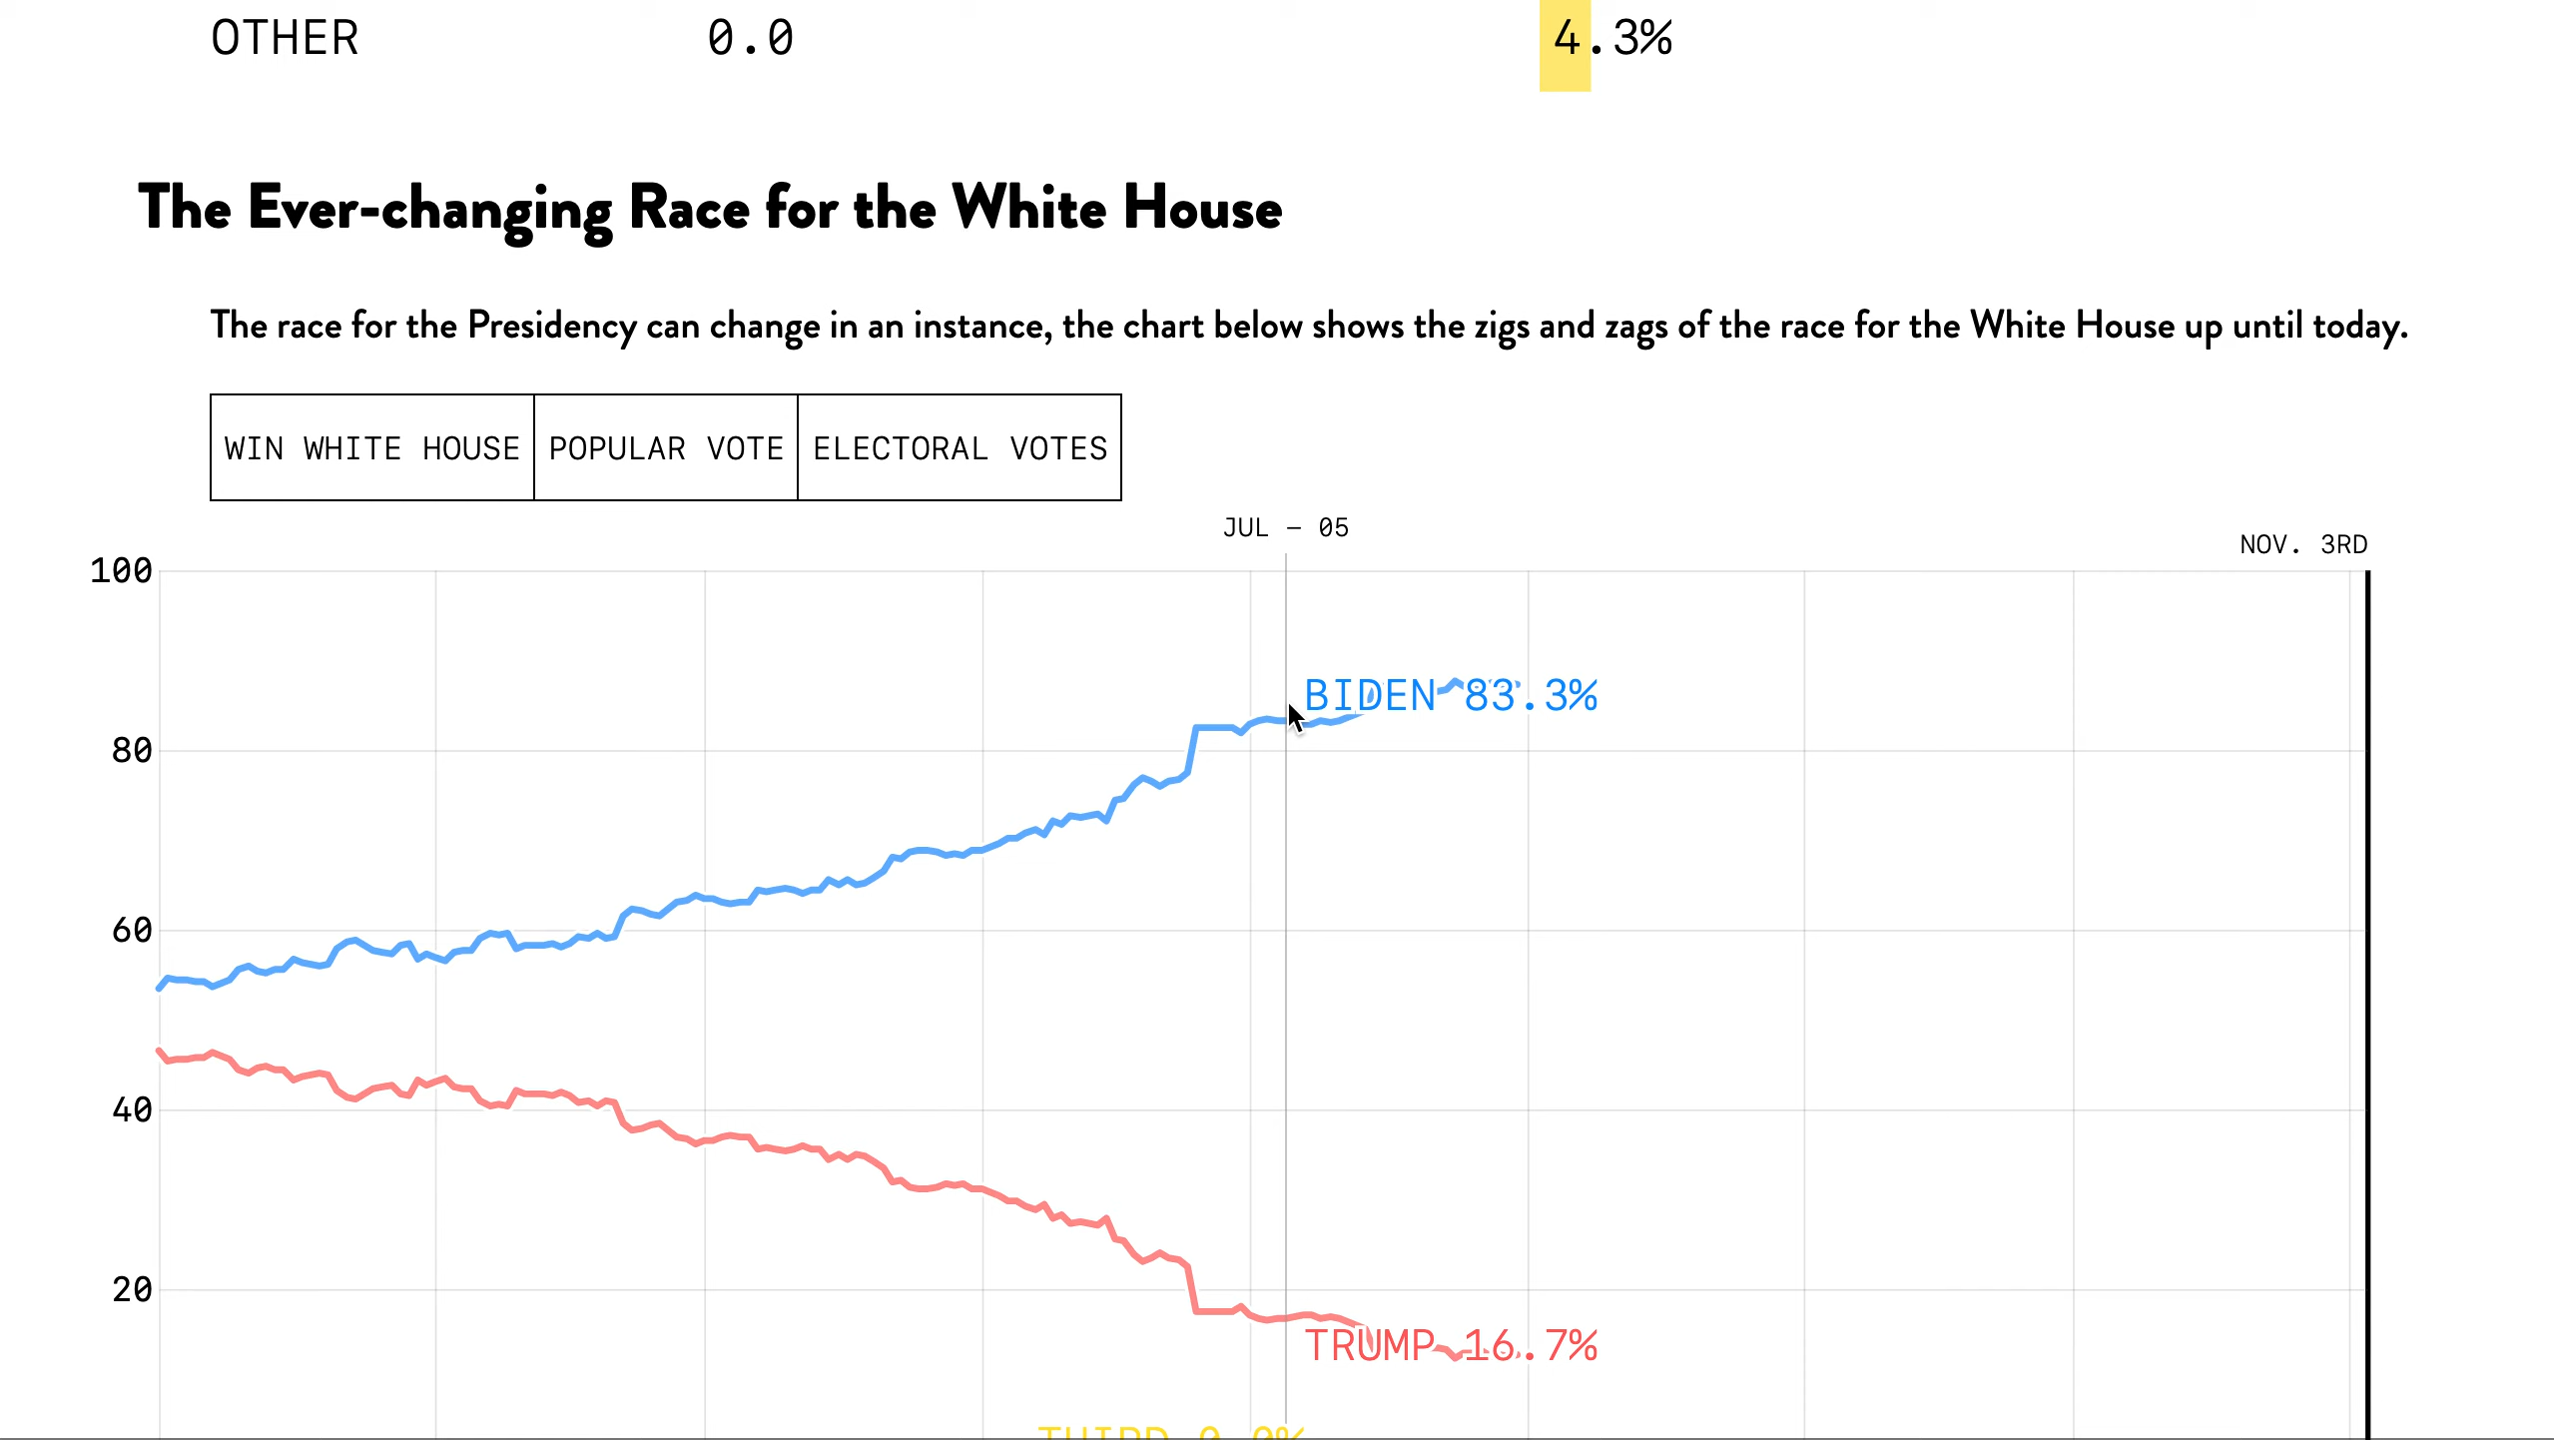 OTHER 0.0 4.3%
The Ever-changing Race for the White House
The race for the Presidency can change in an instance, the chart below shows the zigs and zags of the race for the White House up until today.
WIN WHITE HOUSE POPULAR VOTE ELECTORAL VOTES
JUL – 05
NOV. 3RD
100
BIDEN 83.3%
80
60
40
20
TRUMP 16.7%
THIRD 0.0%